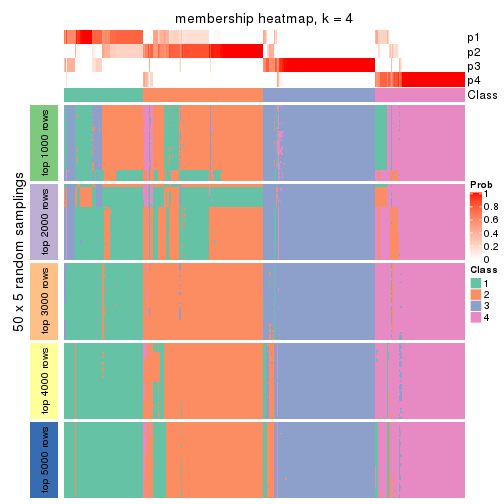 membership heatmap, k = 4
p1
p2
p3
p4
Class
50 x 5 random samplings
top 1000 rows
top 2000 rows
top 3000 rows
top 4000 rows
top 5000 rows
Prob
1
0.8
0.6
0.4
0.2
0
Class
1
2
3
4